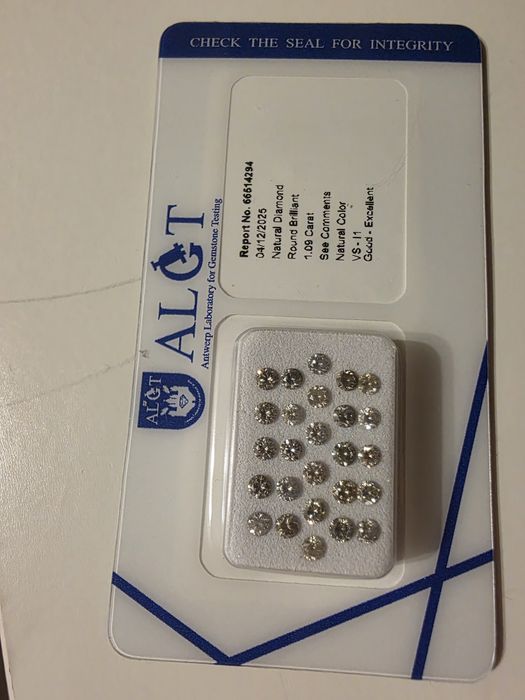 CHECK THE SEAL FOR INTEGRITY
Report No. 66514294
04/12/2025
Natural Diamond
Round Brilliant
1.09 Carat
See Comments
Natural Color
VS - I1
Good - Excellent
ALGT
Antwerp Laboratory for Gemstone Testing
ALGT